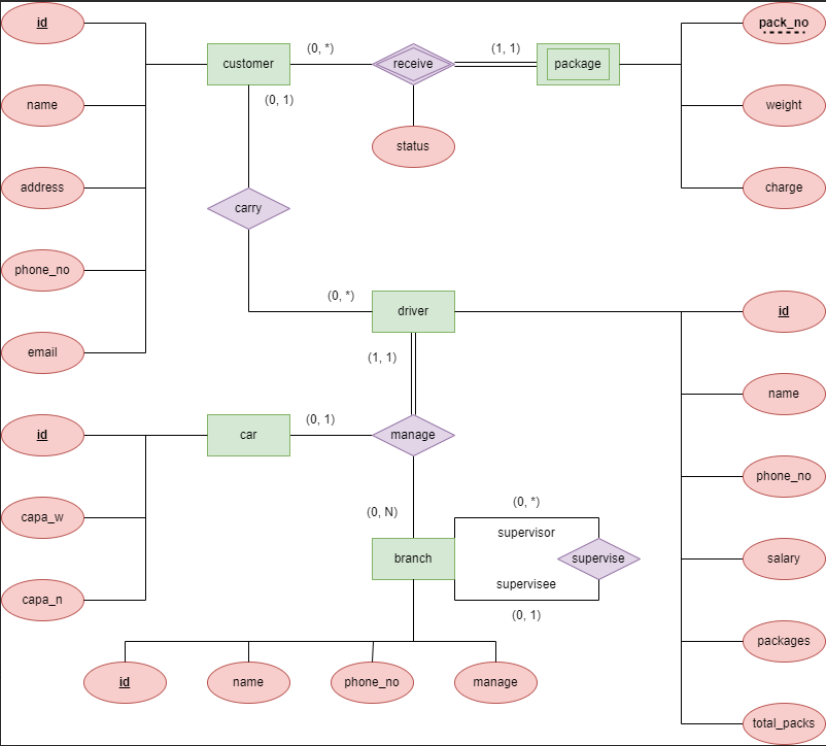 id
pack_no
(0, *)
(1, 1)
customer
receive
package
(0, 1)
name
weight
status
address
charge
carry
phone_no
(0, *)
driver
id
email
(1, 1)
name
id
car
(0, 1)
manage
phone_no
capa_w
(0, N)
(0, *)
supervisor
branch
supervise
salary
supervisee
capa_n
(0, 1)
packages
id
name
phone_no
manage
total_packs